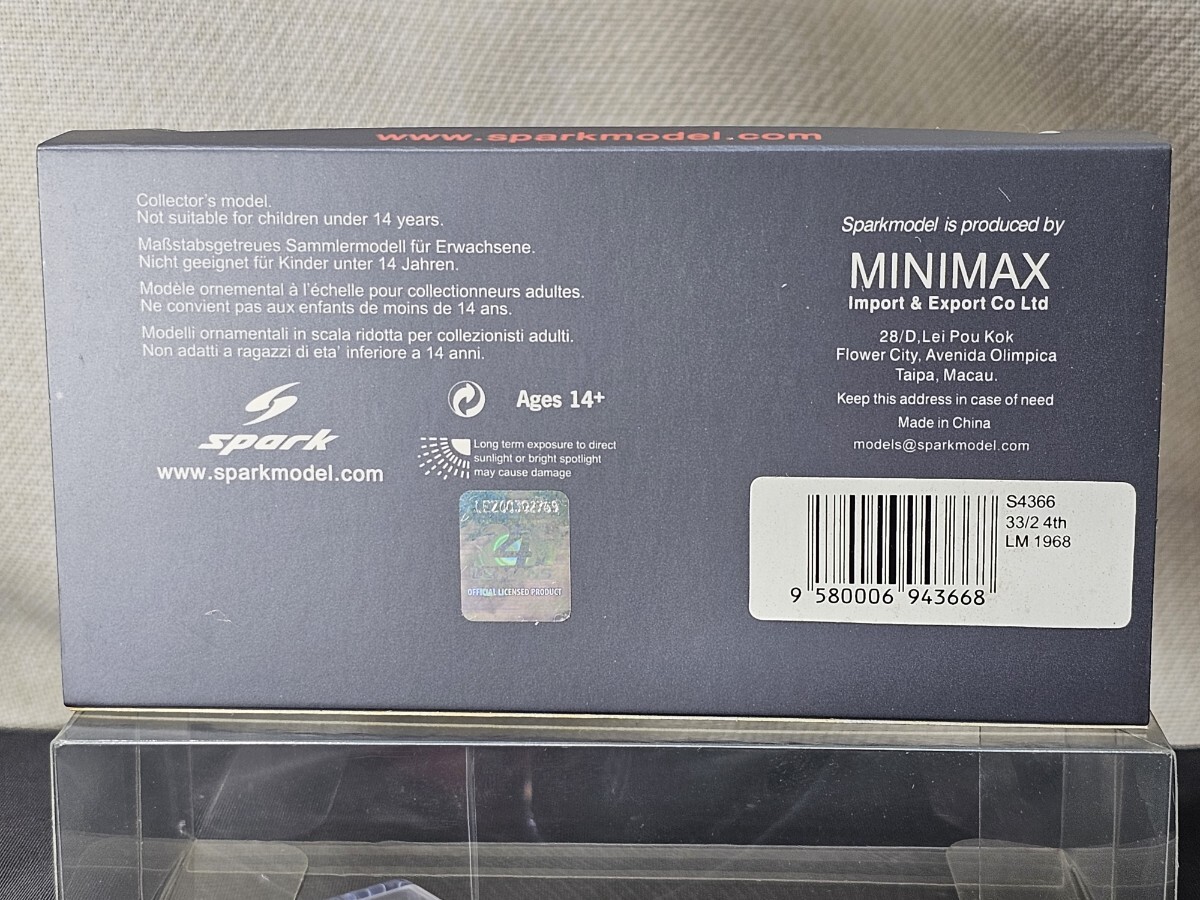 www.sparkmodel.com
Collector's model.
Not suitable for children under 14 years.
Maßstabsgetreues Sammlermodell für Erwachsene.
Nicht geeignet für Kinder unter 14 Jahren.
Modèle ornemental à l'échelle pour collectionneurs adultes.
Ne convient pas aux enfants de moins de 14 ans.
Modelli ornamentali in scala ridotta per collezionisti adulti.
Non adatti a ragazzi di eta' inferiore a 14 anni.
Ages 14+
spark
www.sparkmodel.com
Long term exposure to direct
sunlight or bright spotlight
may cause damage
OFFICIAL LICENSED PRODUCT
Sparkmodel is produced by
MINIMAX
Import & Export Co Ltd
28/D,Lei Pou Kok
Flower City, Avenida Olimpica
Taipa, Macau.
Keep this address in case of need
Made in China
models@sparkmodel.com
S4366
33/2 4th
LM 1968
9 580006 943668